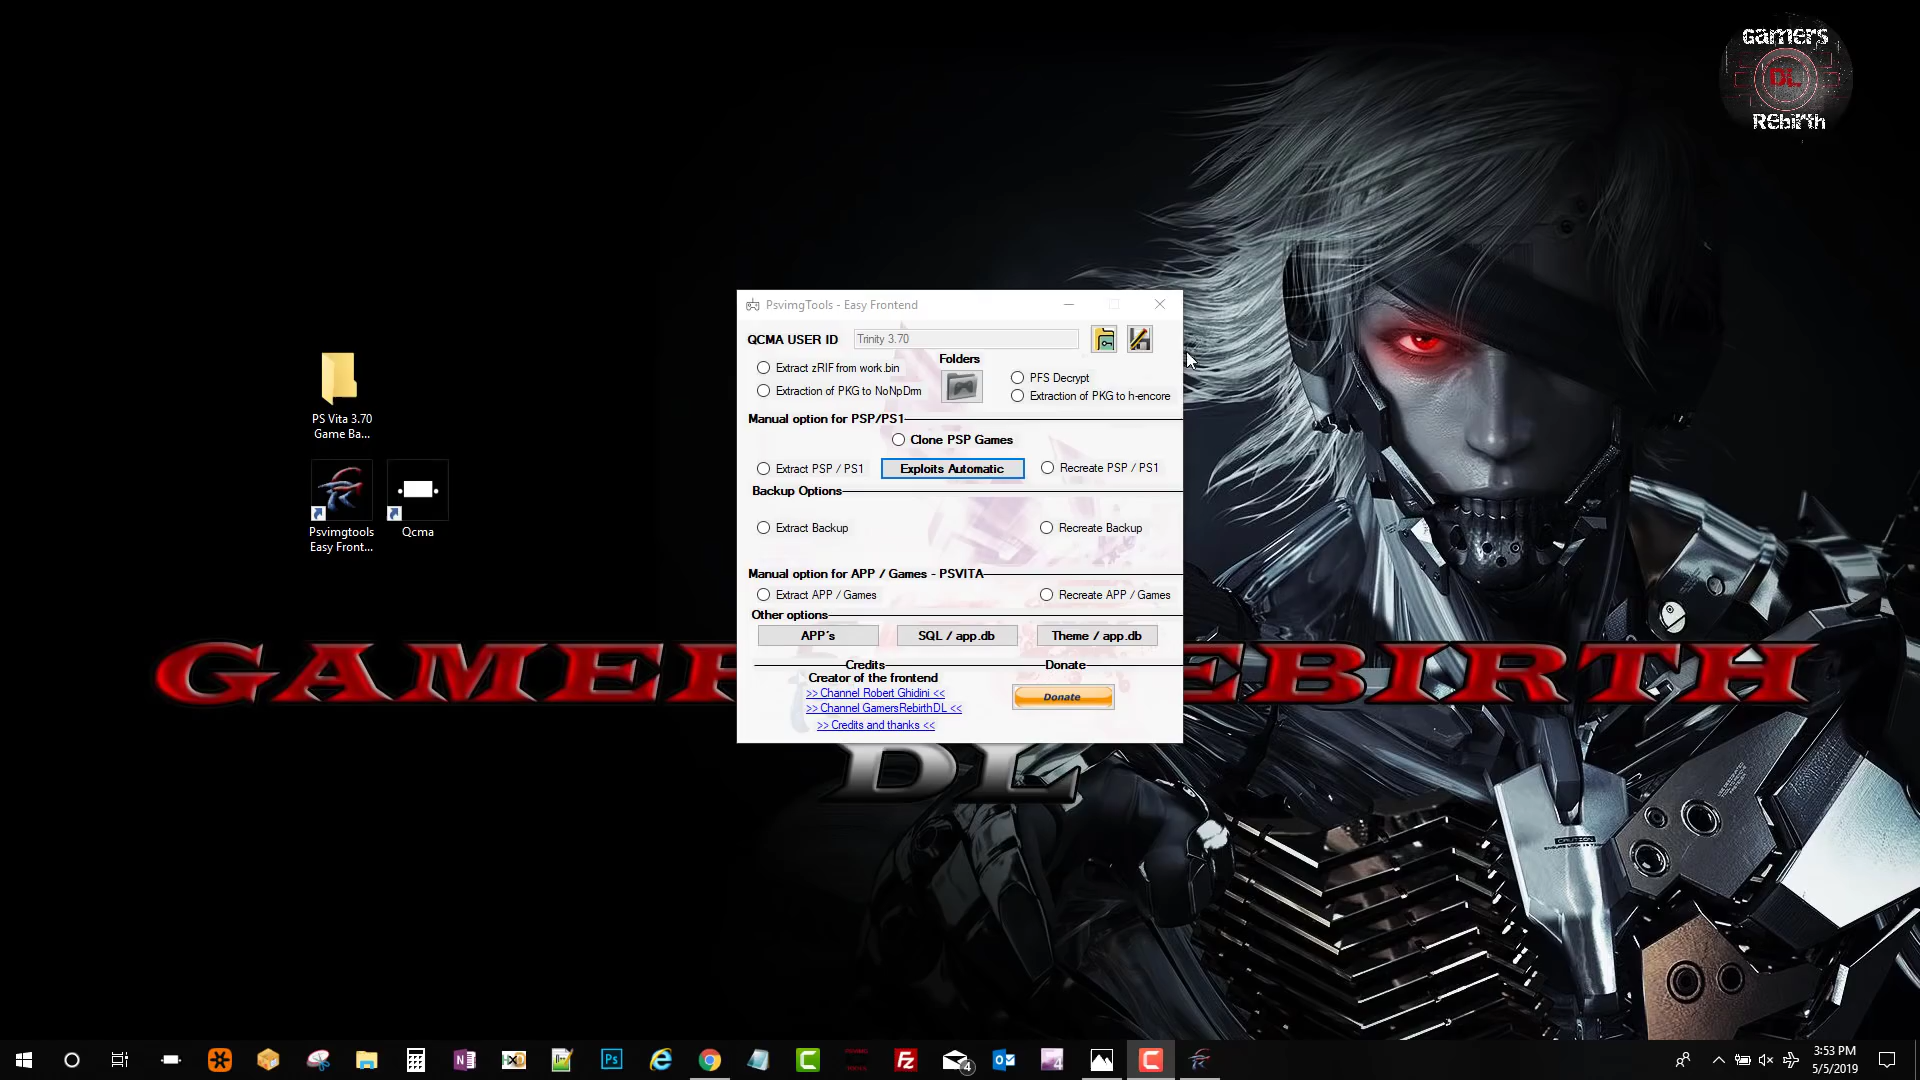 GAMERS
DL
REBIRTH
PsvimgTools - Easy Frontend
QCMA USER ID
Trinity 3.70
Extract zRIF from work.bin
Folders
PFS Decrypt
Extraction of PKG to NoNpDrm
Extraction of PKG to h-encore
Manual option for PSP/PS1
Clone PSP Games
Extract PSP / PS1
Exploits Automatic
Recreate PSP / PS1
Backup Options
Extract Backup
Recreate Backup
Manual option for APP / Games - PSVITA
Extract APP / Games
Recreate APP / Games
Other options
APP´s
SQL / app.db
Theme / app.db
Credits
Donate
Creator of the frontend
>> Channel Robert Ghidini <<
>> Channel GamersRebirthDL <<
>> Credits and thanks <<
Donate
PS Vita 3.70
Game Ba...
Psvimgtools
Easy Front...
Qcma
GAMER EBIRTH
DL
CAUTION
3:53 PM
5/5/2019
4
Ps
Fz